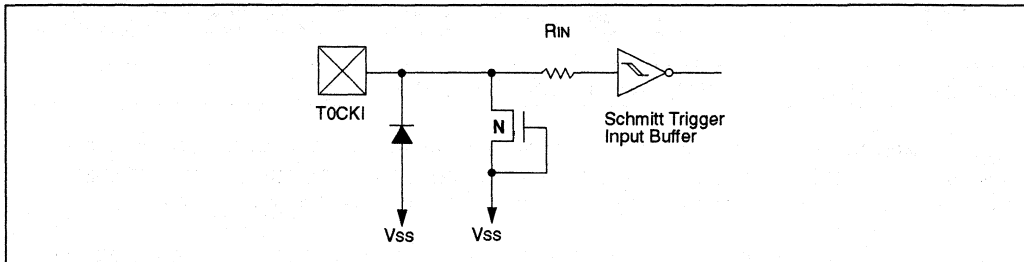 RIN
T0CKI
N
Schmitt Trigger
Input Buffer
Vss
Vss